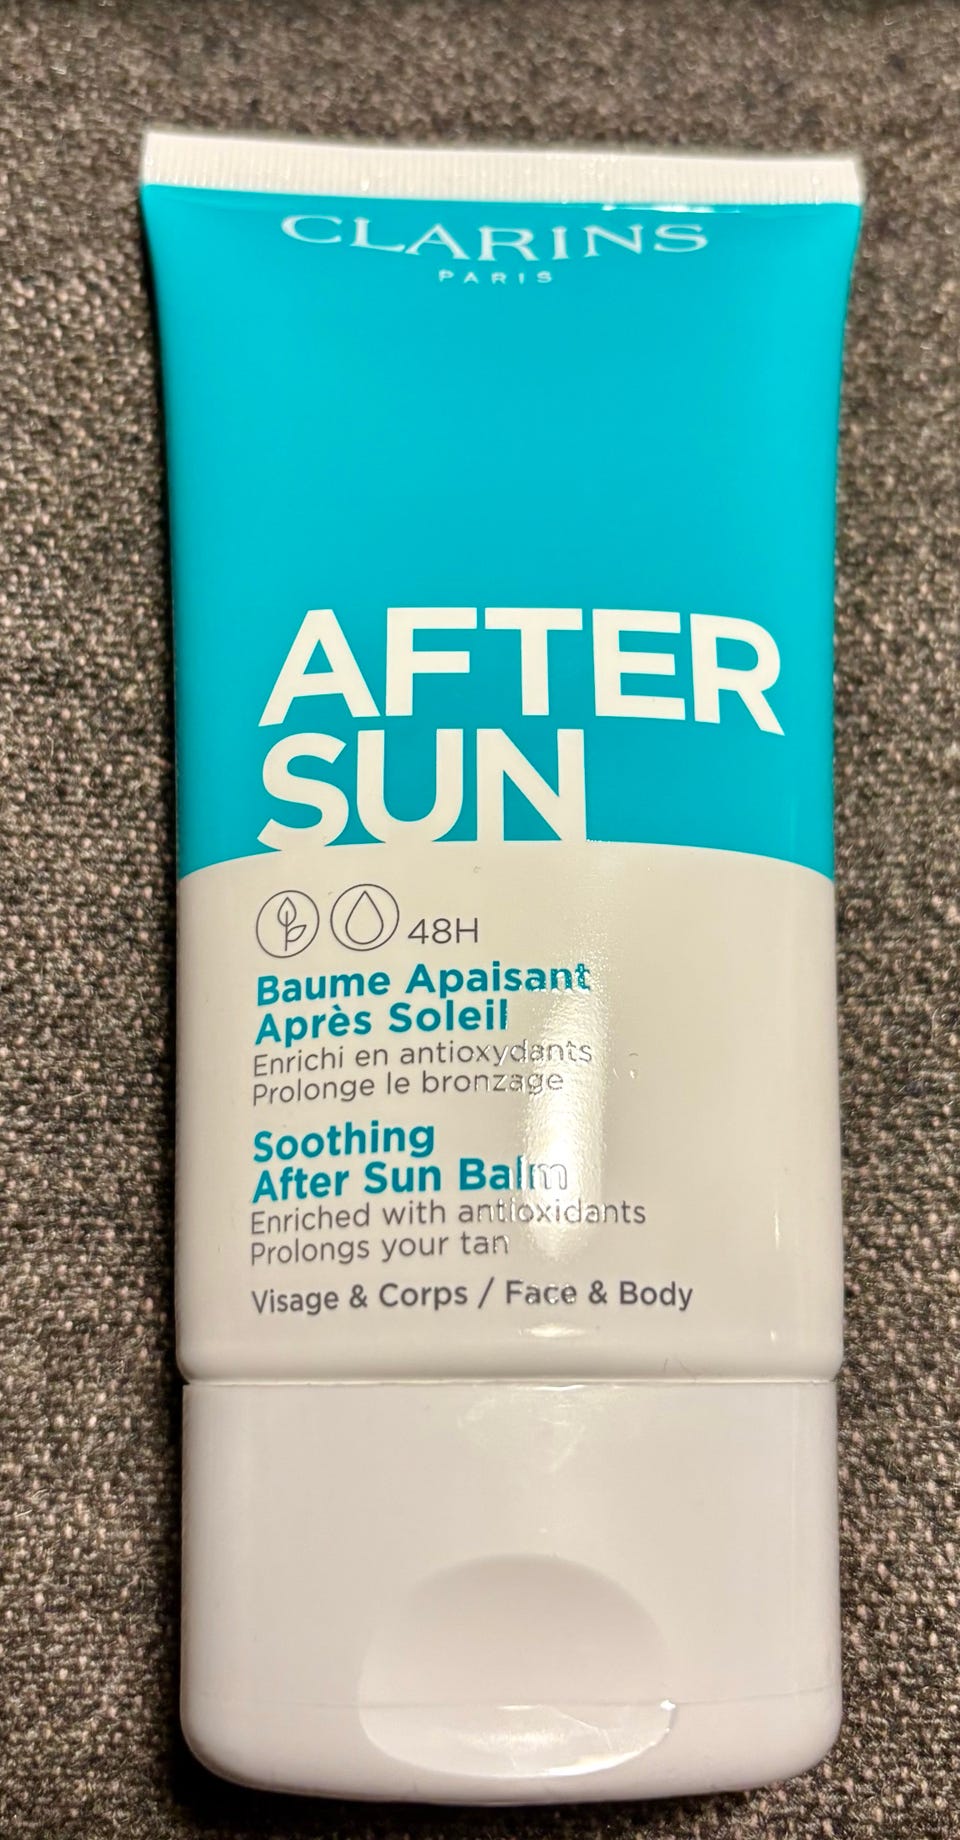 CLARINS
PARIS
AFTER
SUN
48H
Baume Apaisant
Après Soleil
Enrichi en antioxydants
Prolonge le bronzage
Soothing
After Sun Balm
Enriched with antioxidants
Prolongs your tan
Visage & Corps / Face & Body